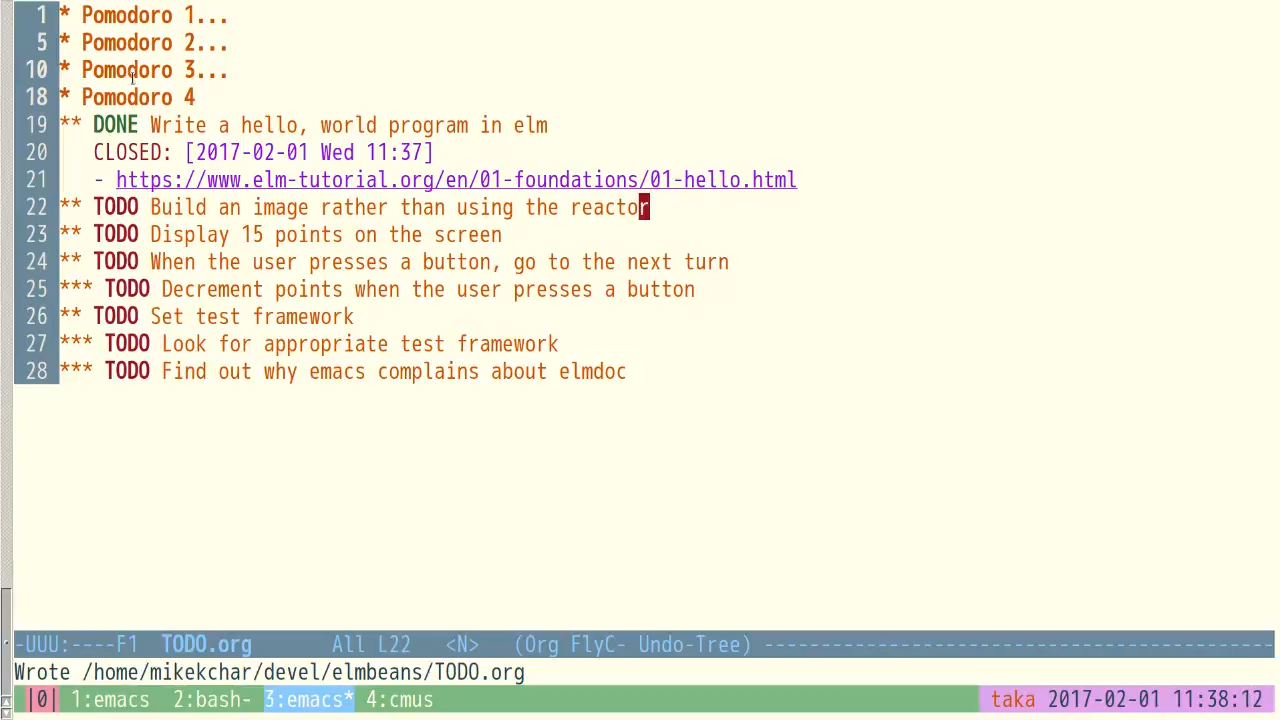 1 * Pomodoro 1...
5 * Pomodoro 2...
10 * Pomodoro 3...
18 * Pomodoro 4
19 ** DONE Write a hello, world program in elm
20 CLOSED: [2017-02-01 Wed 11:37]
21 - https://www.elm-tutorial.org/en/01-foundations/01-hello.html
22 ** TODO Build an image rather than using the reactor
23 ** TODO Display 15 points on the screen
24 ** TODO When the user presses a button, go to the next turn
25 *** TODO Decrement points when the user presses a button
26 ** TODO Set test framework
27 *** TODO Look for appropriate test framework
28 *** TODO Find out why emacs complains about elmdoc
-UUU:----F1 TODO.org All L22 <N> (Org FlyC- Undo-Tree) ---------------------------------------------
Wrote /home/mikekchar/devel/elmbeans/TODO.org
|0| 1:emacs 2:bash- 3:emacs* 4:cmus taka 2017-02-01 11:38:12